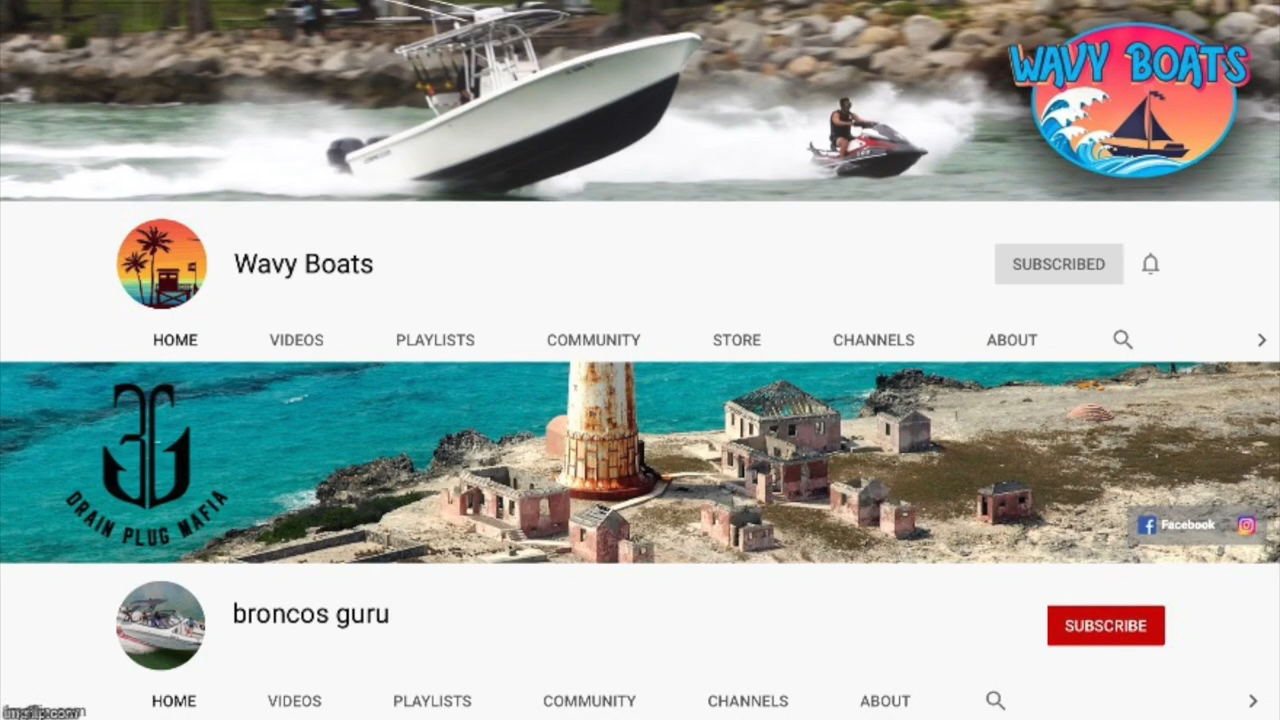 WAVY BOATS
Wavy Boats
SUBSCRIBED
HOME VIDEOS PLAYLISTS COMMUNITY STORE CHANNELS ABOUT
3G
DRAIN PLUG MAFIA
Facebook
broncos guru
SUBSCRIBE
HOME VIDEOS PLAYLISTS COMMUNITY CHANNELS ABOUT
imgflip.com